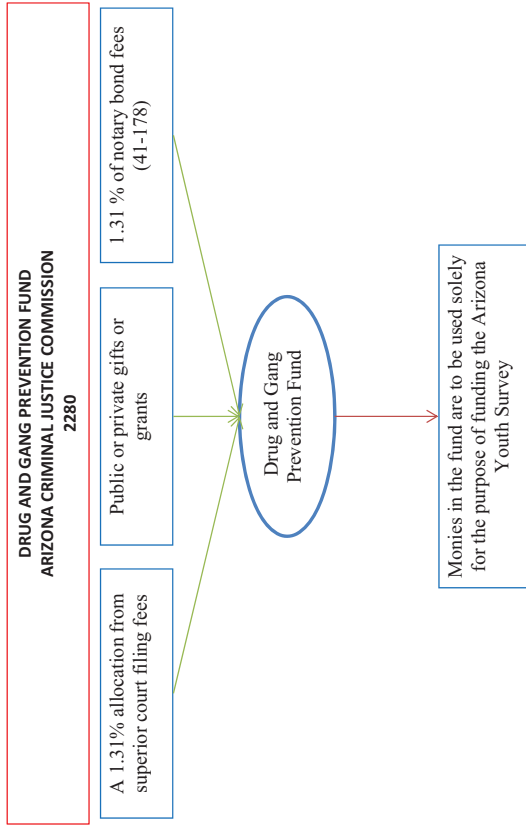 DRUG AND GANG PREVENTION FUND
ARIZONA CRIMINAL JUSTICE COMMISSION
2280
A 1.31% allocation from
superior court filing fees
Public or private gifts or
grants
1.31 % of notary bond fees
(41-178)
Drug and Gang
Prevention Fund
Monies in the fund are to be used solely
for the purpose of funding the Arizona
Youth Survey